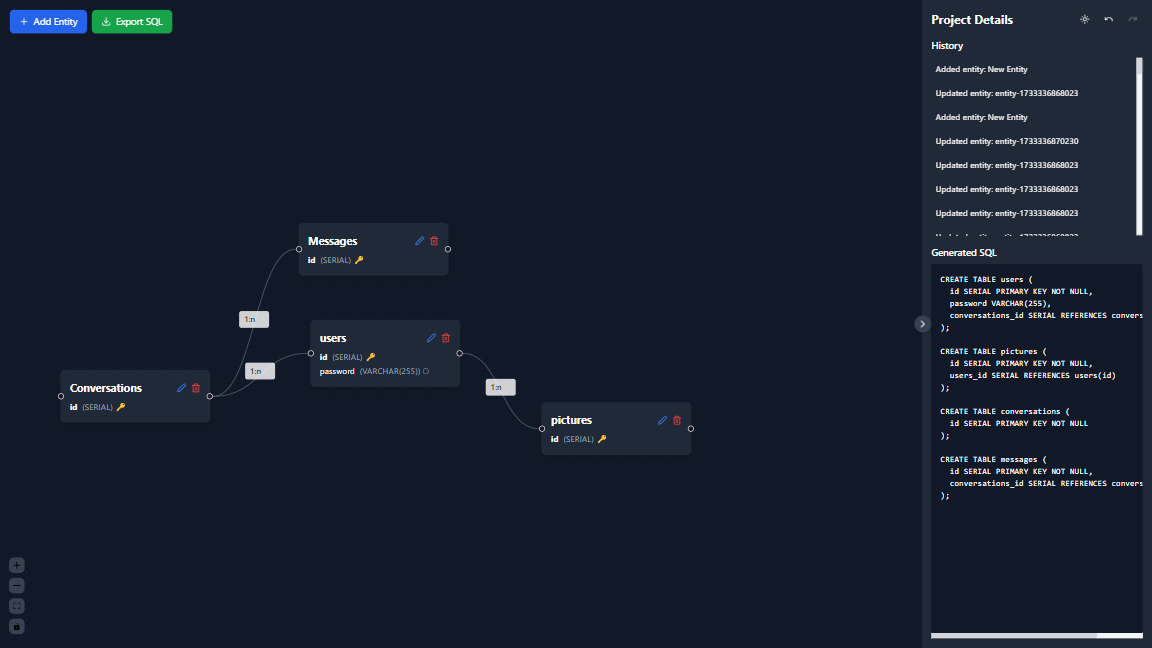 + Add Entity
Export SQL
Messages
id (SERIAL)
1:n
users
id (SERIAL)
password (VARCHAR(255))
1:n
Conversations
id (SERIAL)
1:n
pictures
id (SERIAL)
Project Details
History
Added entity: New Entity
Updated entity: entity-1733336868023
Added entity: New Entity
Updated entity: entity-1733336870230
Updated entity: entity-1733336868023
Updated entity: entity-1733336868023
Updated entity: entity-1733336868023
Generated SQL
CREATE TABLE users (
id SERIAL PRIMARY KEY NOT NULL,
password VARCHAR(255),
conversations_id SERIAL REFERENCES convers
);
CREATE TABLE pictures (
id SERIAL PRIMARY KEY NOT NULL,
users_id SERIAL REFERENCES users(id)
);
CREATE TABLE conversations (
id SERIAL PRIMARY KEY NOT NULL
);
CREATE TABLE messages (
id SERIAL PRIMARY KEY NOT NULL,
conversations_id SERIAL REFERENCES convers
);